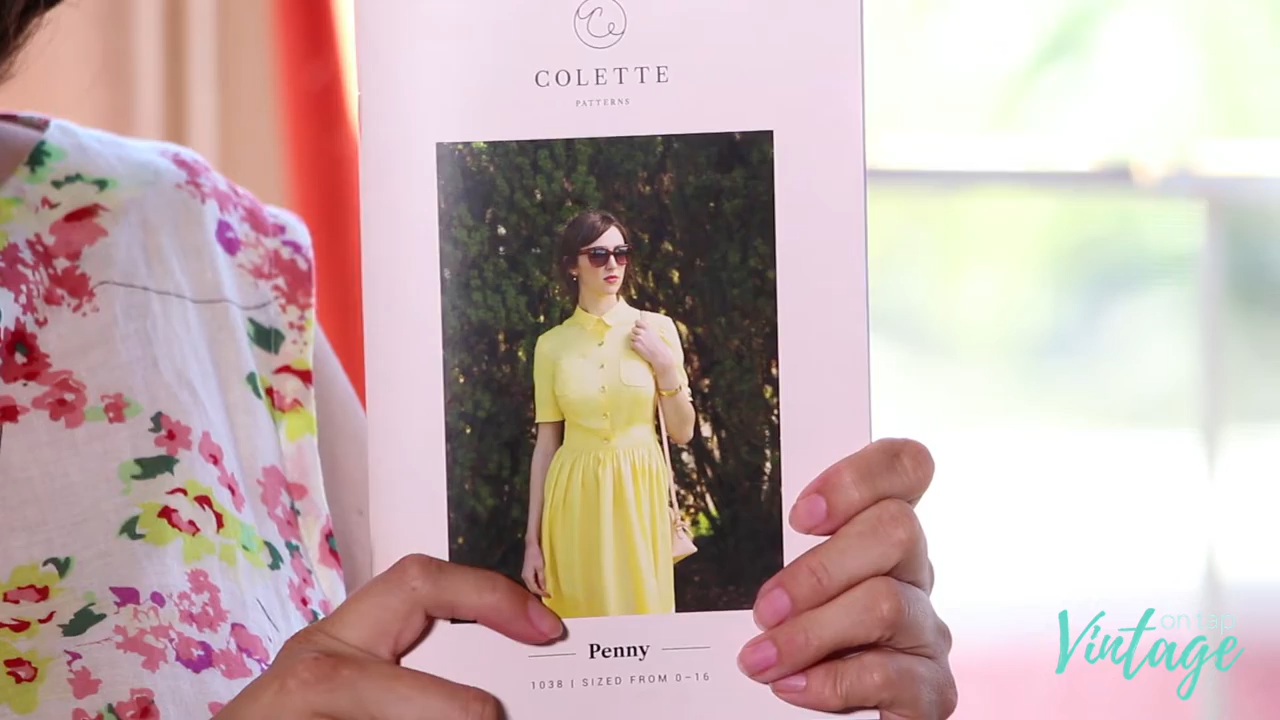 COLETTE
PATTERNS
Penny
1038 | SIZED FROM 0–16
Vintage on tap